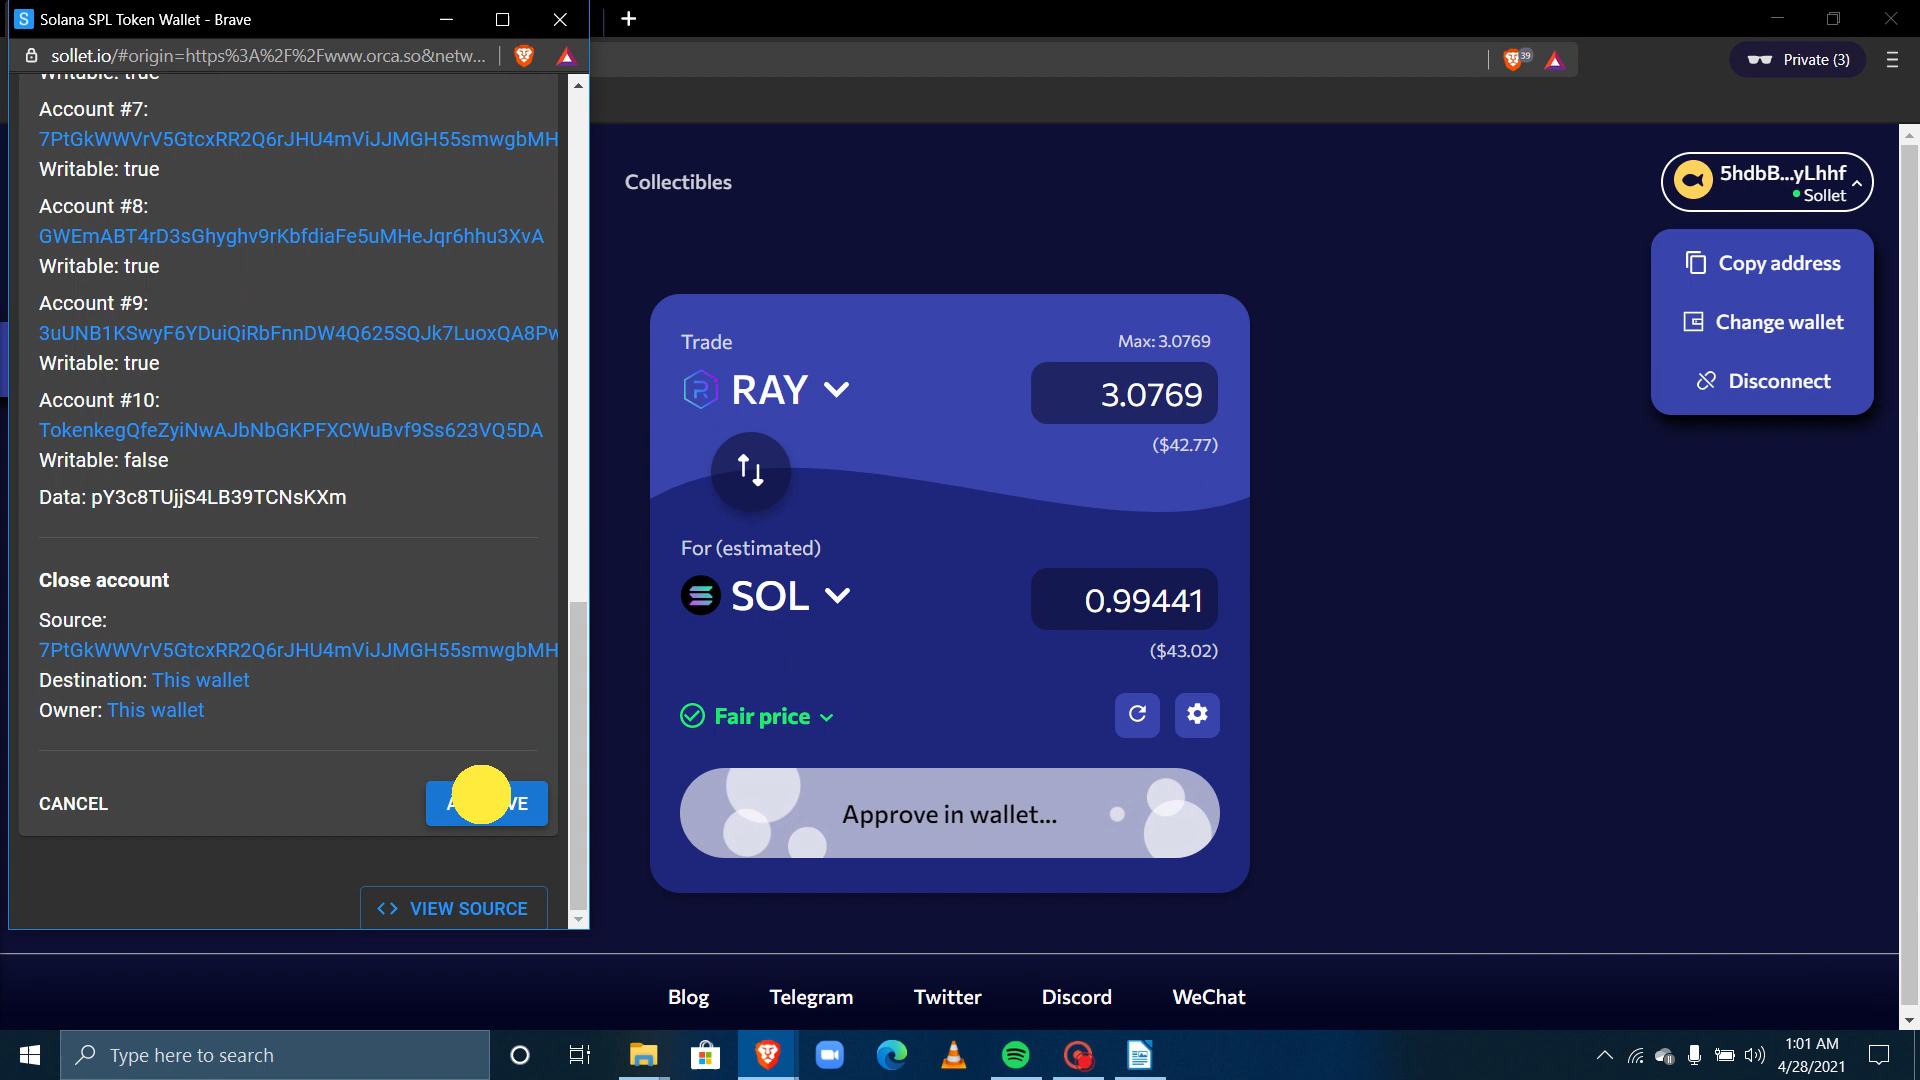 Solana SPL Token Wallet - Brave
sollet.io/#origin=https%3A%2F%2Fwww.orca.so&netw...
Account #7:
7PtGkWWVrV5GtcxRR2Q6rJHU4mViJJMGH55smwgbMH
Writable: true
Account #8:
GWEmABT4rD3sGhyghv9rKbfdiaFe5uMHeJqr6hhu3XvA
Writable: true
Account #9:
3uUNB1KSwyF6YDuiQiRbFnnDW4Q625SQJk7LuoxQA8Pw
Writable: true
Account #10:
TokenkegQfeZyiNwAJbNbGKPFXCWuBvf9Ss623VQ5DA
Writable: false
Data: pY3c8TUjjS4LB39TCNsKXm
Close account
Source:
7PtGkWWVrV5GtcxRR2Q6rJHU4mViJJMGH55smwgbMH
Destination: This wallet
Owner: This wallet
CANCEL
VIEW SOURCE
39
Private (3)
Collectibles
5hdbB...yLhhf
Sollet
Copy address
Change wallet
Disconnect
Trade
Max: 3.0769
RAY
3.0769
($42.77)
For (estimated)
SOL
0.99441
($43.02)
Fair price
Approve in wallet...
Blog
Telegram
Twitter
Discord
WeChat
Type here to search
1:01 AM
4/28/2021